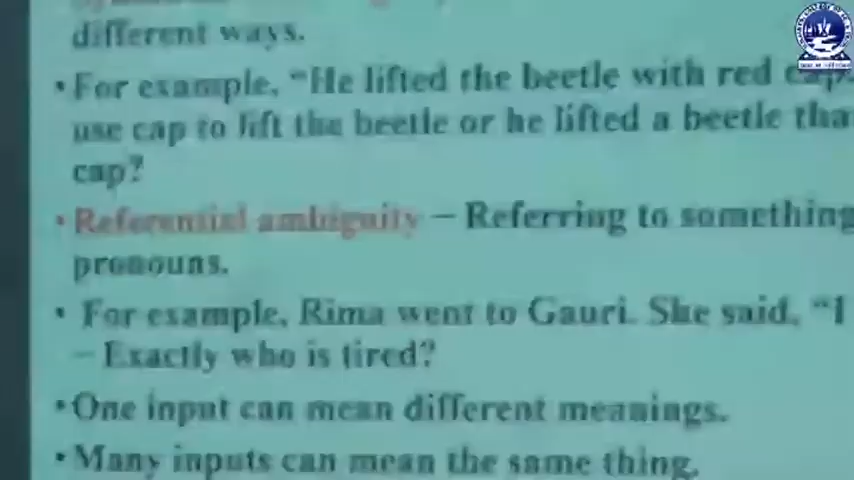 different ways.
•For example, "He lifted the beetle with red cap.
use cap to lift the beetle or he lifted a beetle tha
cap?
•Referential ambiguity – Referring to something
pronouns.
• For example, Rima went to Gauri. She said, "I
– Exactly who is tired?
•One input can mean different meanings.
•Many inputs can mean the same thing.